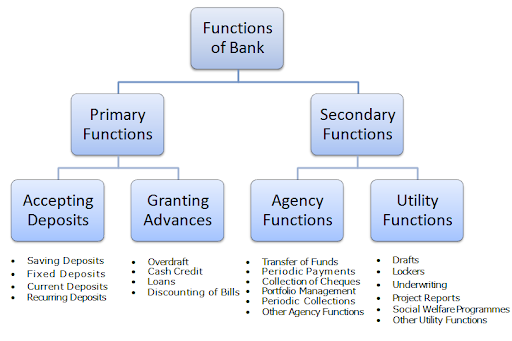 Functions
of Bank
Primary
Functions
Secondary
Functions
Accepting
Deposits
Granting
Advances
Agency
Functions
Utility
Functions
• Saving Deposits
• Fixed Deposits
• Current Deposits
• Recurring Deposits
• Overdraft
• Cash Credit
• Loans
• Discounting of Bills
• Transfer of Funds
• Periodic Payments
• Collection of Cheques
• Portfolio Management
• Periodic Collections
• Other Agency Functions
• Drafts
• Lockers
• Underwriting
• Project Reports
• Social Welfare Programmes
• Other Utility Functions